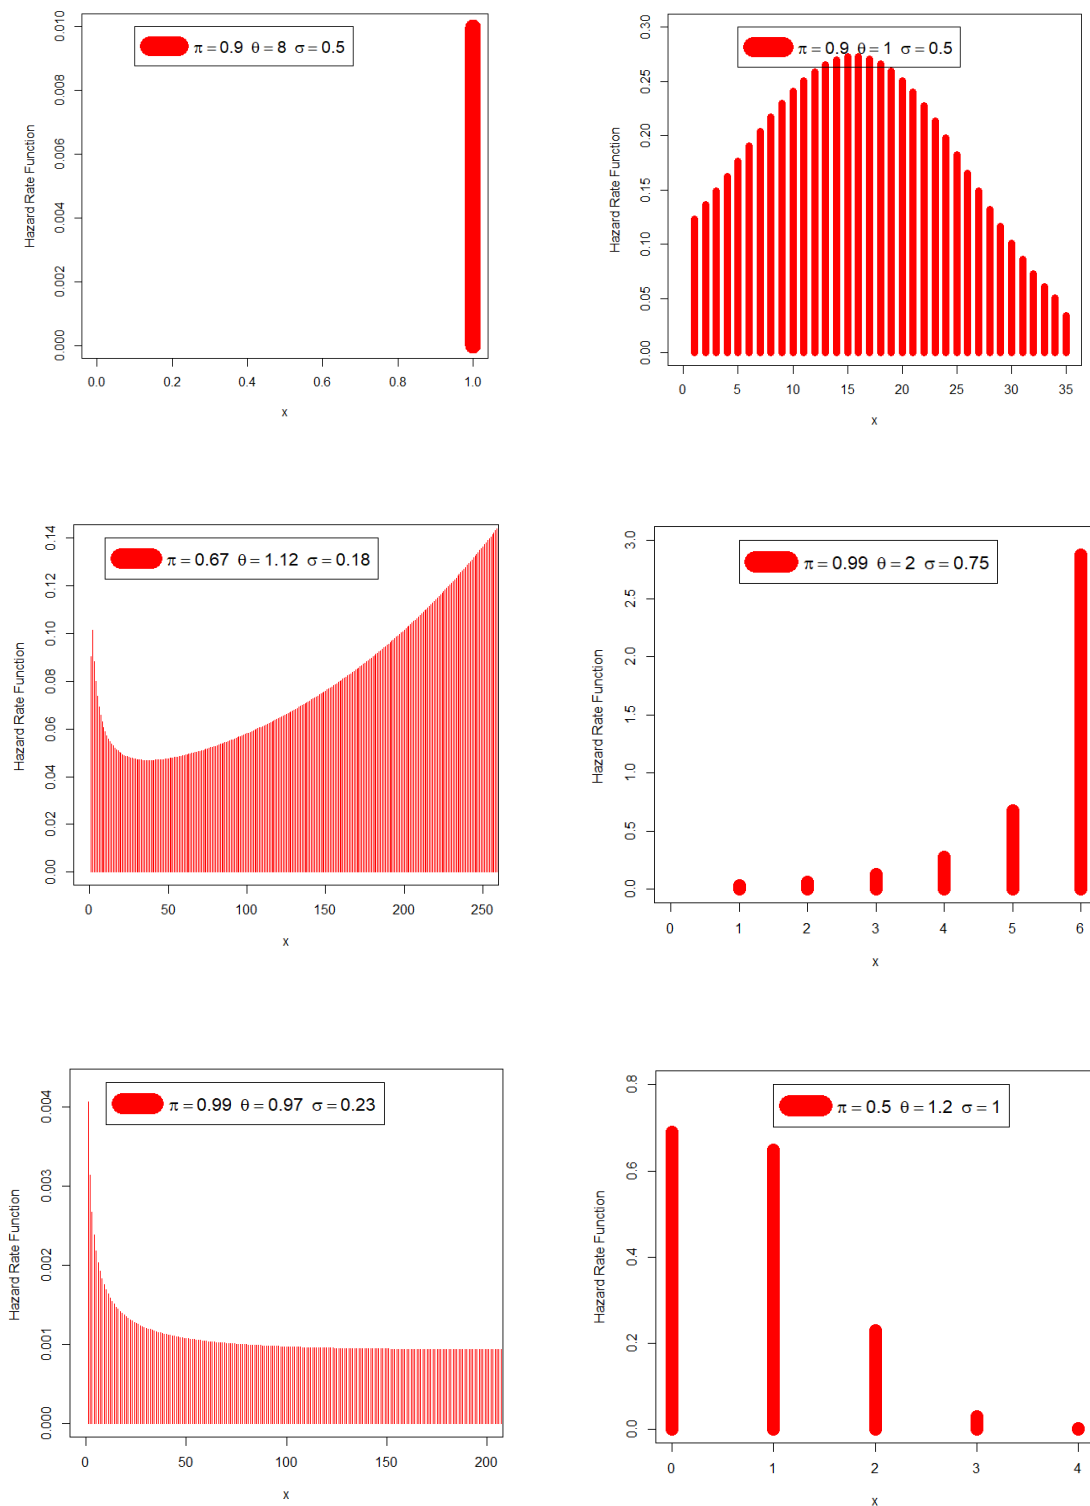 π = 0.9 θ = 8 σ = 0.5
Hazard Rate Function
0.000 0.002 0.004 0.006 0.008 0.010
0.0 0.2 0.4 0.6 0.8 1.0
x
π = 0.9 θ = 1 σ = 0.5
Hazard Rate Function
0.00 0.05 0.10 0.15 0.20 0.25 0.30
0 5 10 15 20 25 30 35
x
π = 0.67 θ = 1.12 σ = 0.18
Hazard Rate Function
0.00 0.02 0.04 0.06 0.08 0.10 0.12 0.14
0 50 100 150 200 250
x
π = 0.99 θ = 2 σ = 0.75
Hazard Rate Function
0.0 0.5 1.0 1.5 2.0 2.5 3.0
0 1 2 3 4 5 6
x
π = 0.99 θ = 0.97 σ = 0.23
Hazard Rate Function
0.000 0.001 0.002 0.003 0.004
0 50 100 150 200
x
π = 0.5 θ = 1.2 σ = 1
Hazard Rate Function
0.0 0.2 0.4 0.6 0.8
0 1 2 3 4
x